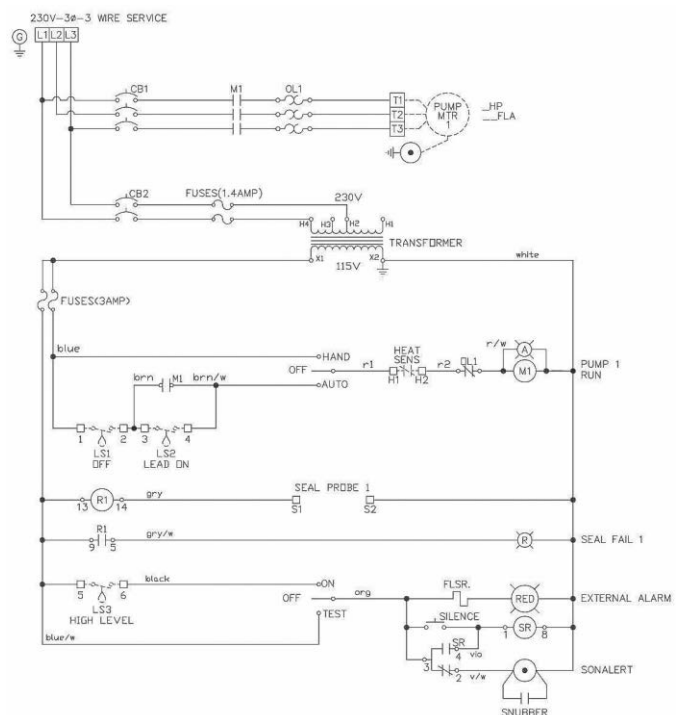 230V-3ø-3 WIRE SERVICE
G
L1 L2 L3
CB1 M1 OL1
T1
T2
T3
PUMP
MTR
1
_HP
__FLA
CB2
FUSES(1.4AMP)
230V
H4 H3 H2 H1
TRANSFORMER
X1 X2
115V
white
FUSES(3AMP)
blue
HAND
OFF
AUTO
r1
HEAT
SENS
H1 H2
r2
OL1
r/w
A
M1
PUMP 1
RUN
brn
M1
brn/w
1 2 3 4
LS1
OFF
LS2
LEAD ON
R1
13 14
gry
SEAL PROBE 1
S1 S2
R1
9 5
gry/w
R
SEAL FAIL 1
5 6
black
LS3
HIGH LEVEL
blue/w
ON
OFF
TEST
org
FLSR.
RED
EXTERNAL ALARM
SILENCE
1 SR 8
SR
4
v/o
3
2
v/w
SONALERT
SNUBBER